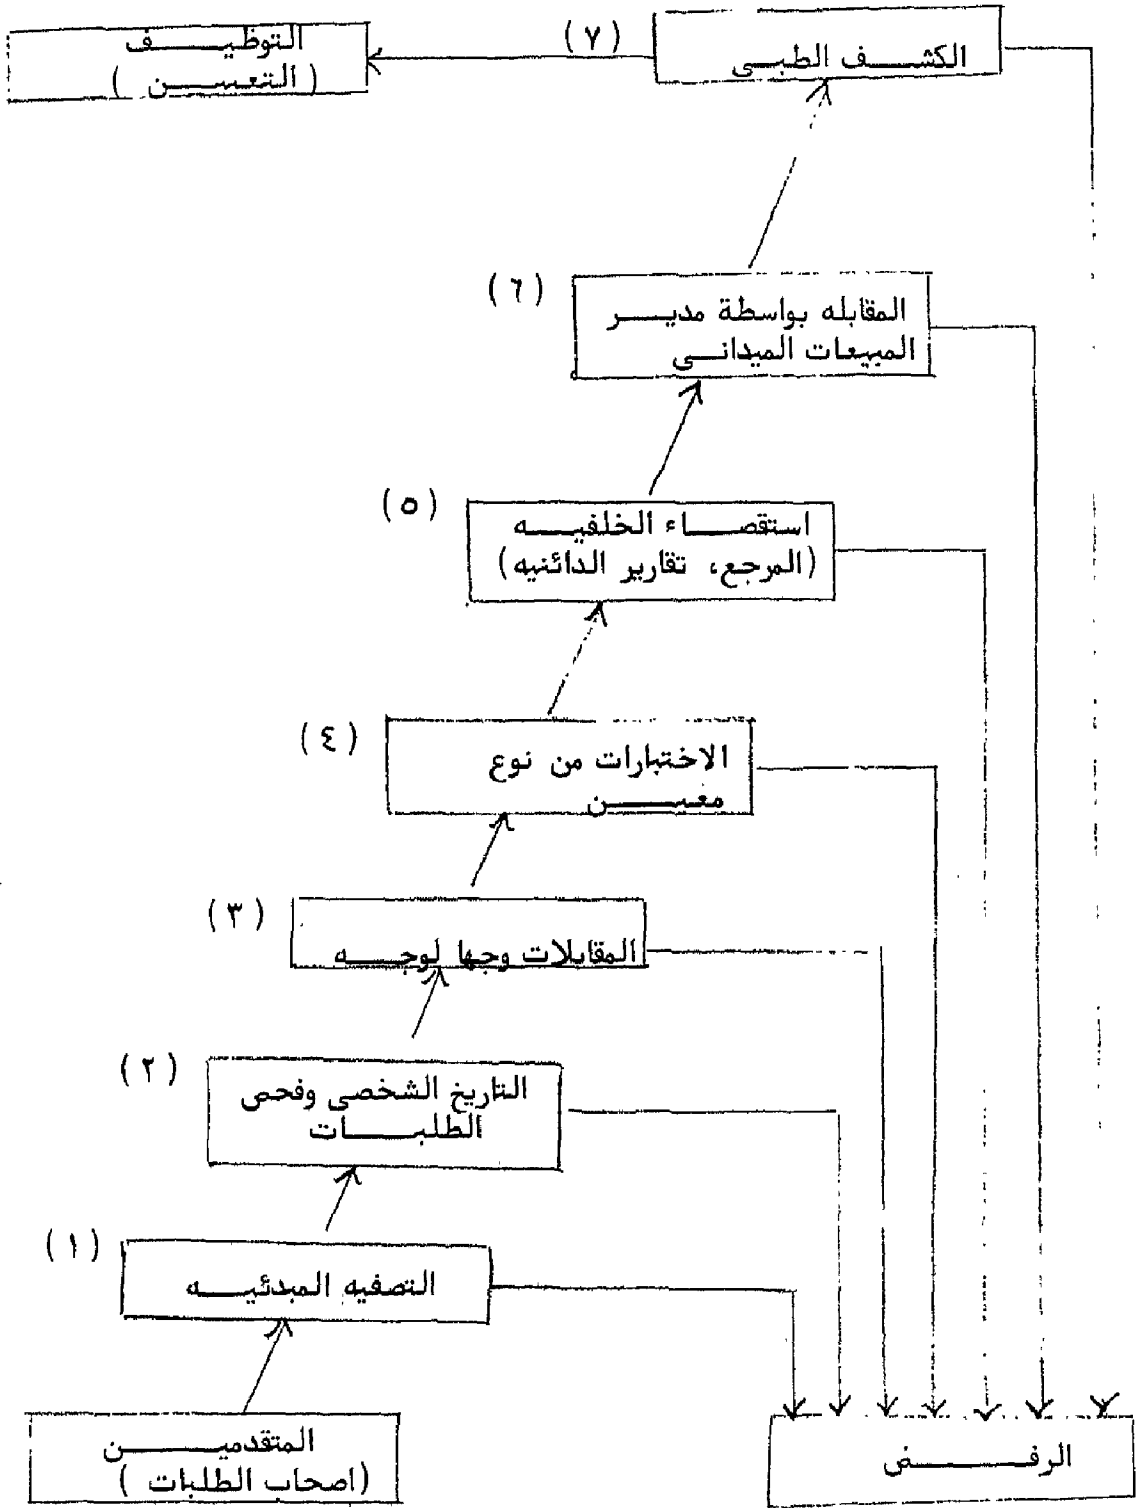 (٧)
الكشف الطبى
التوظيف
(التعيين)
(٦)
المقابله بواسطة مدير
المبيعات الميدانى
(٥)
استقصاء الخلفيه
(المرجع، تقارير الدائنيه)
(٤)
الاختبارات من نوع
معين
(٣)
المقابلات وجها لوجه
(٢)
التاريخ الشخصى وفحص
الطلبات
(١)
التصفيه المبدئيه
المتقدمين
(اصحاب الطلبات)
الرفض